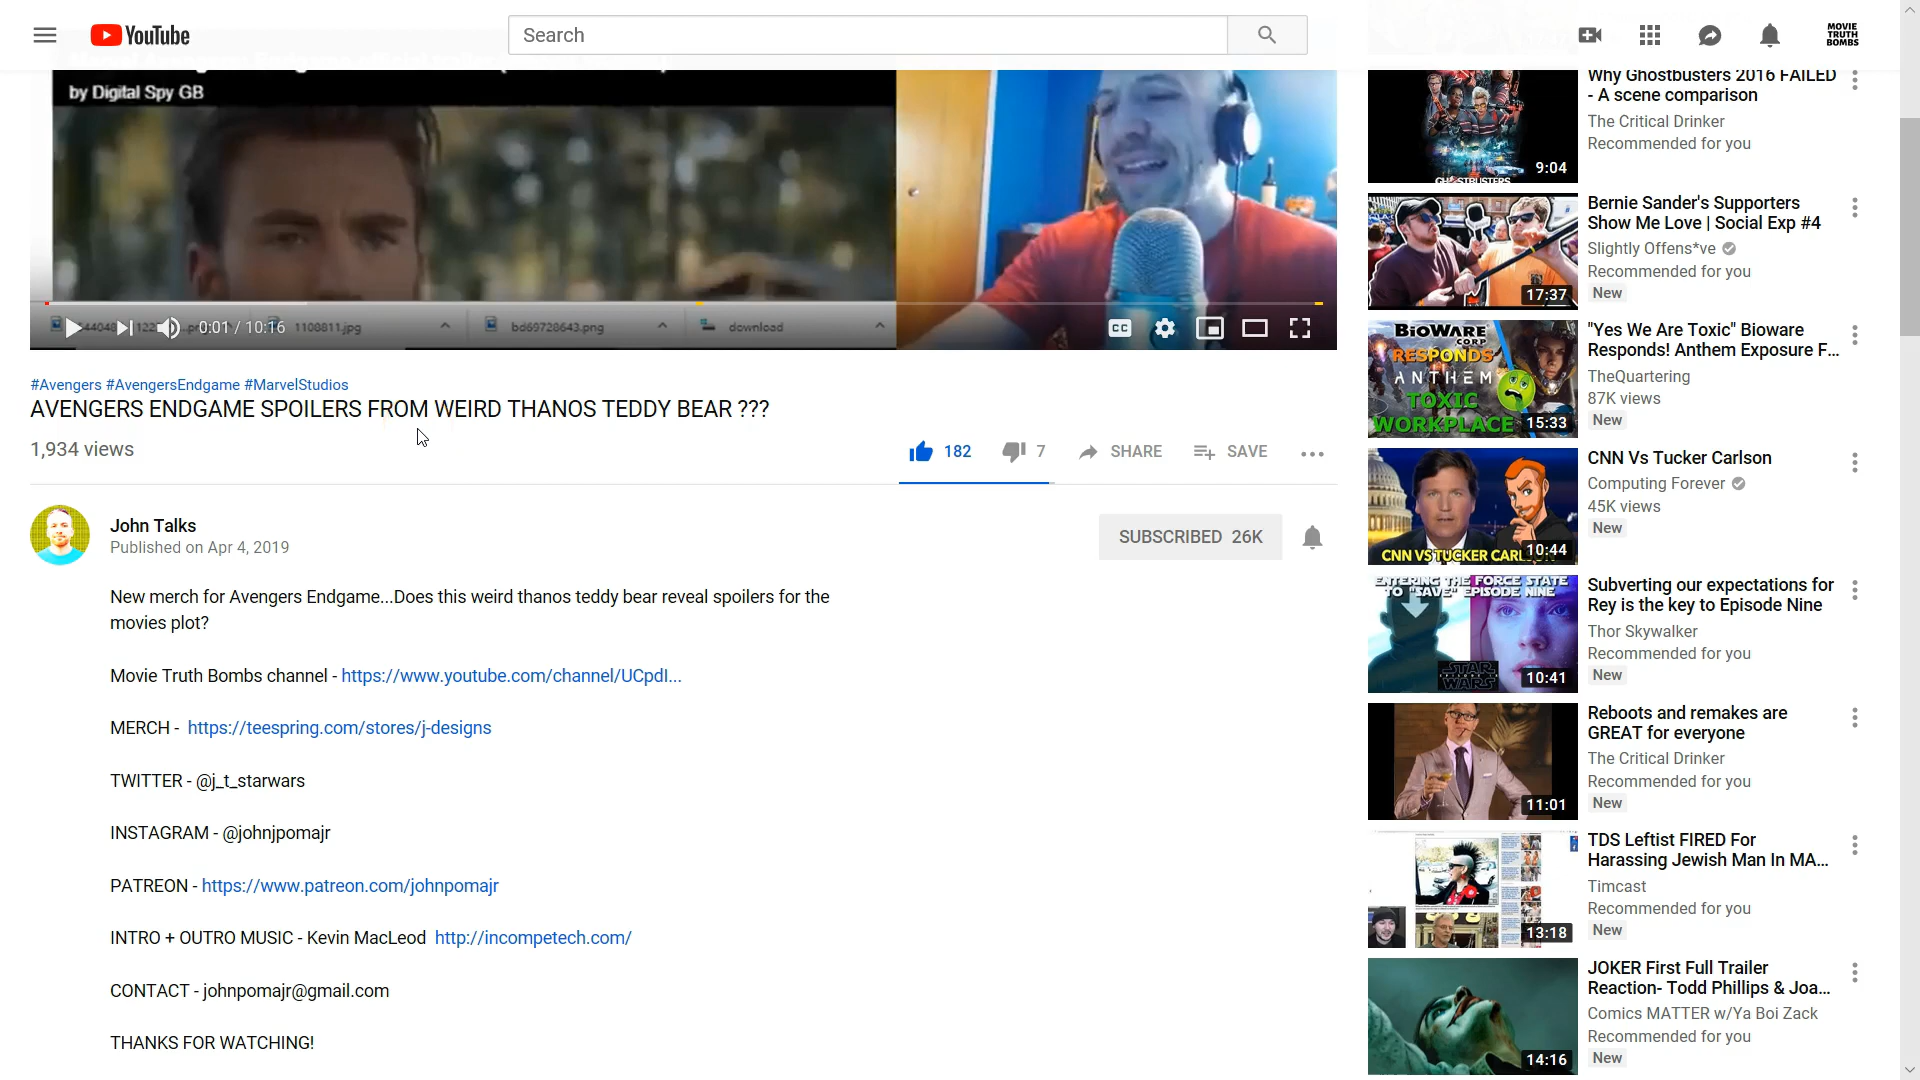 YouTube
Search
MOVIE
TRUTH
BOMBS
by Digital Spy GB
0:01 / 10:16
1108811.jpg
bd69728643.png
download
CC
#Avengers #AvengersEndgame #MarvelStudios
AVENGERS ENDGAME SPOILERS FROM WEIRD THANOS TEDDY BEAR ???
1,934 views
182
7
SHARE
SAVE
John Talks
Published on Apr 4, 2019
SUBSCRIBED 26K
New merch for Avengers Endgame...Does this weird thanos teddy bear reveal spoilers for the
movies plot?
Movie Truth Bombs channel - https://www.youtube.com/channel/UCpdl...
MERCH - https://teespring.com/stores/j-designs
TWITTER - @j_t_starwars
INSTAGRAM - @johnjpomajr
PATREON - https://www.patreon.com/johnpomajr
INTRO + OUTRO MUSIC - Kevin MacLeod http://incompetech.com/
CONTACT - johnpomajr@gmail.com
THANKS FOR WATCHING!
Why Ghostbusters 2016 FAILED
- A scene comparison
The Critical Drinker
Recommended for you
9:04
Bernie Sander's Supporters
Show Me Love | Social Exp #4
Slightly Offens*ve
Recommended for you
New
17:37
"Yes We Are Toxic" Bioware
Responds! Anthem Exposure F...
TheQuartering
87K views
New
BIOWARE
CORP
RESPONDS
ANTHEM
TOXIC
WORKPLACE
15:33
CNN Vs Tucker Carlson
Computing Forever
45K views
New
10:44
Subverting our expectations for
Rey is the key to Episode Nine
Thor Skywalker
Recommended for you
New
ENTERING THE FORCE STATE
TO "SAVE" EPISODE NINE
STAR
WARS
10:41
Reboots and remakes are
GREAT for everyone
The Critical Drinker
Recommended for you
New
11:01
TDS Leftist FIRED For
Harassing Jewish Man In MA...
Timcast
Recommended for you
New
13:18
JOKER First Full Trailer
Reaction- Todd Phillips & Joa...
Comics MATTER w/Ya Boi Zack
Recommended for you
New
14:16